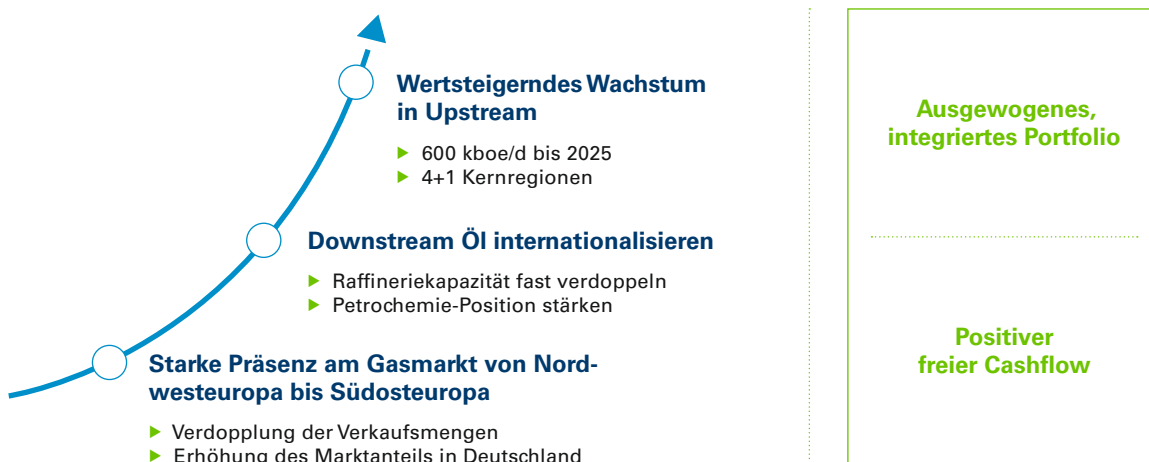 Wertsteigerndes Wachstum
in Upstream
▶ 600 kboe/d bis 2025
▶ 4+1 Kernregionen
Downstream Öl internationalisieren
▶ Raffineriekapazität fast verdoppeln
▶ Petrochemie-Position stärken
Starke Präsenz am Gasmarkt von Nord-
westeuropa bis Südosteuropa
▶ Verdopplung der Verkaufsmengen
▶ Erhöhung des Marktanteils in Deutschland
Ausgewogenes,
integriertes Portfolio
Positiver
freier Cashflow